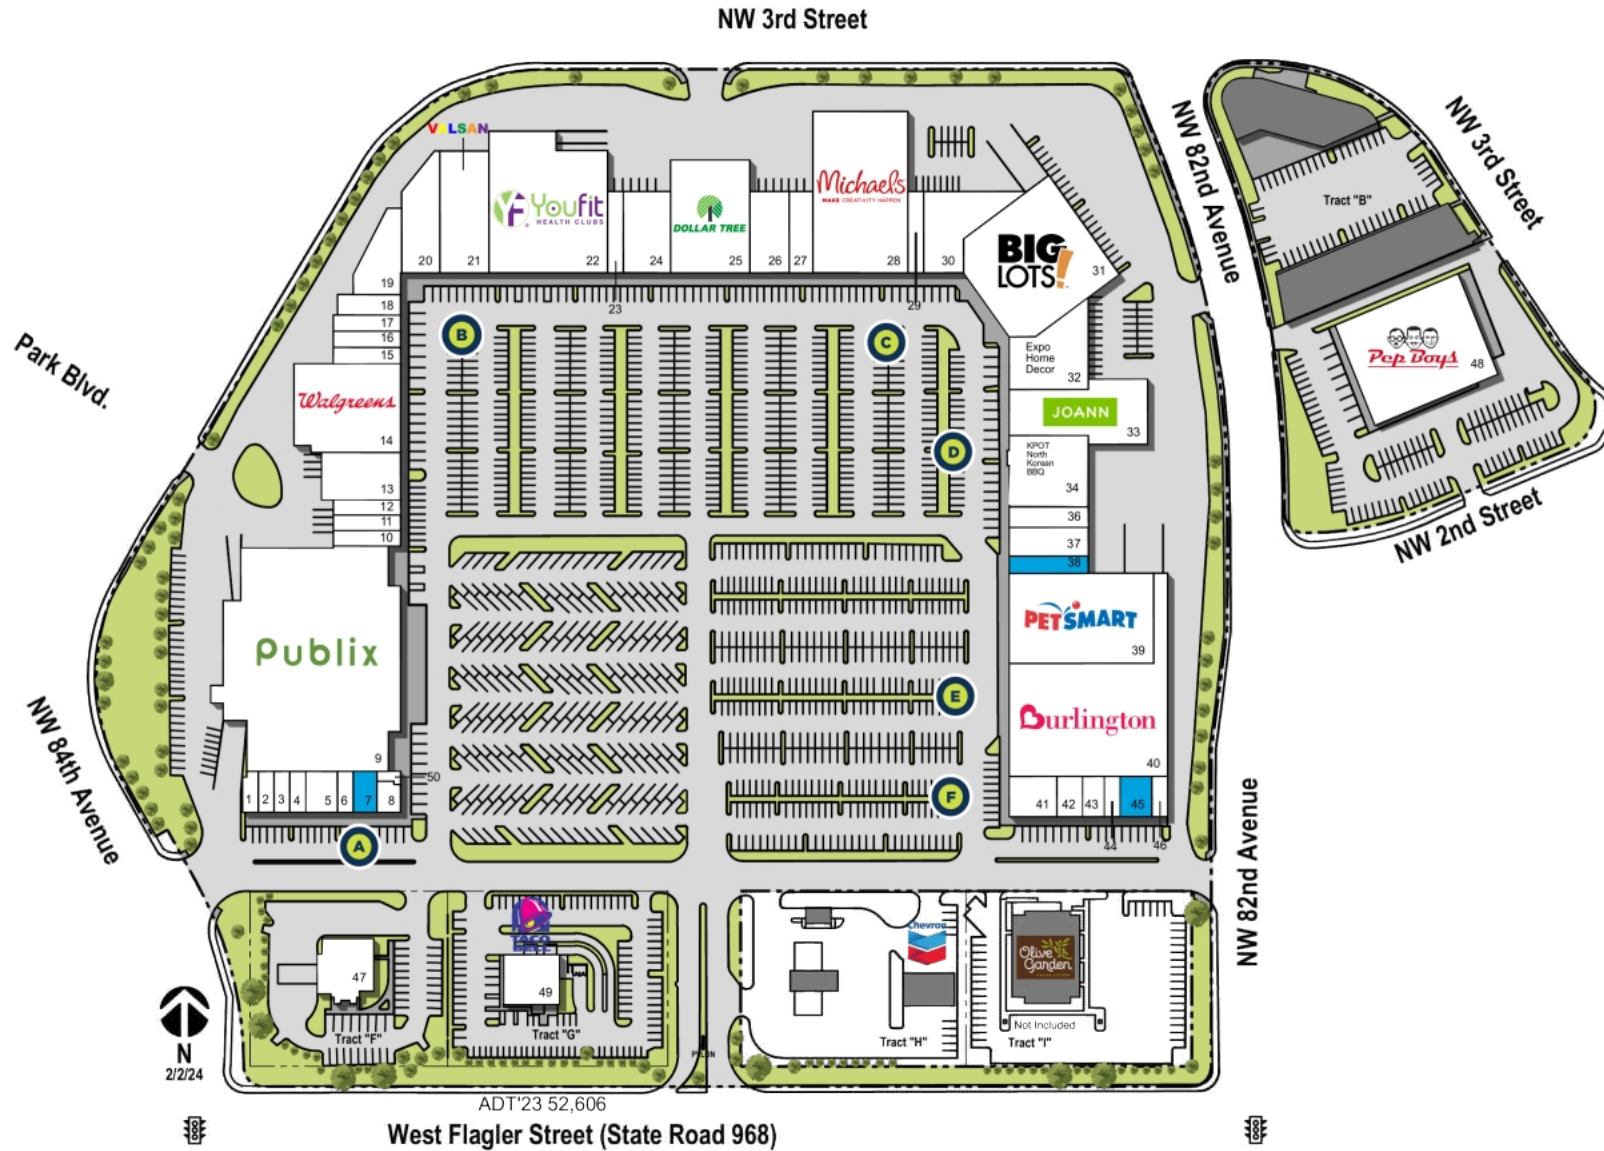 NW 3rd Street
VALSAN
Youfit
HEALTH CLUBS
DOLLAR TREE
Michaels
MAKE CREATIVITY HAPPEN
BIG
LOTS!
NW 82nd Avenue
NW 3rd Street
Tract "B"
20
21
22
23
24
25
26
27
28
29
30
31
19
18
17
16
15
Walgreens
14
13
12
11
10
Park Blvd.
B
C
D
E
F
A
Expo
Home
Decor
32
JOANN
33
KPOT
North
Korean
BBQ
34
36
37
38
PETSMART
39
Burlington
40
41
42
43
44
45
46
Pep Boys
48
NW 2nd Street
Publix
9
50
1
2
3
4
5
6
7
8
NW 84th Avenue
NW 82nd Avenue
47
Tract "F"
TACO
BELL
49
Tract "G"
PYLON
Chevron
Tract "H"
Olive
Garden
Not Included
Tract "I"
N
2/2/24
ADT'23 52,606
West Flagler Street (State Road 968)